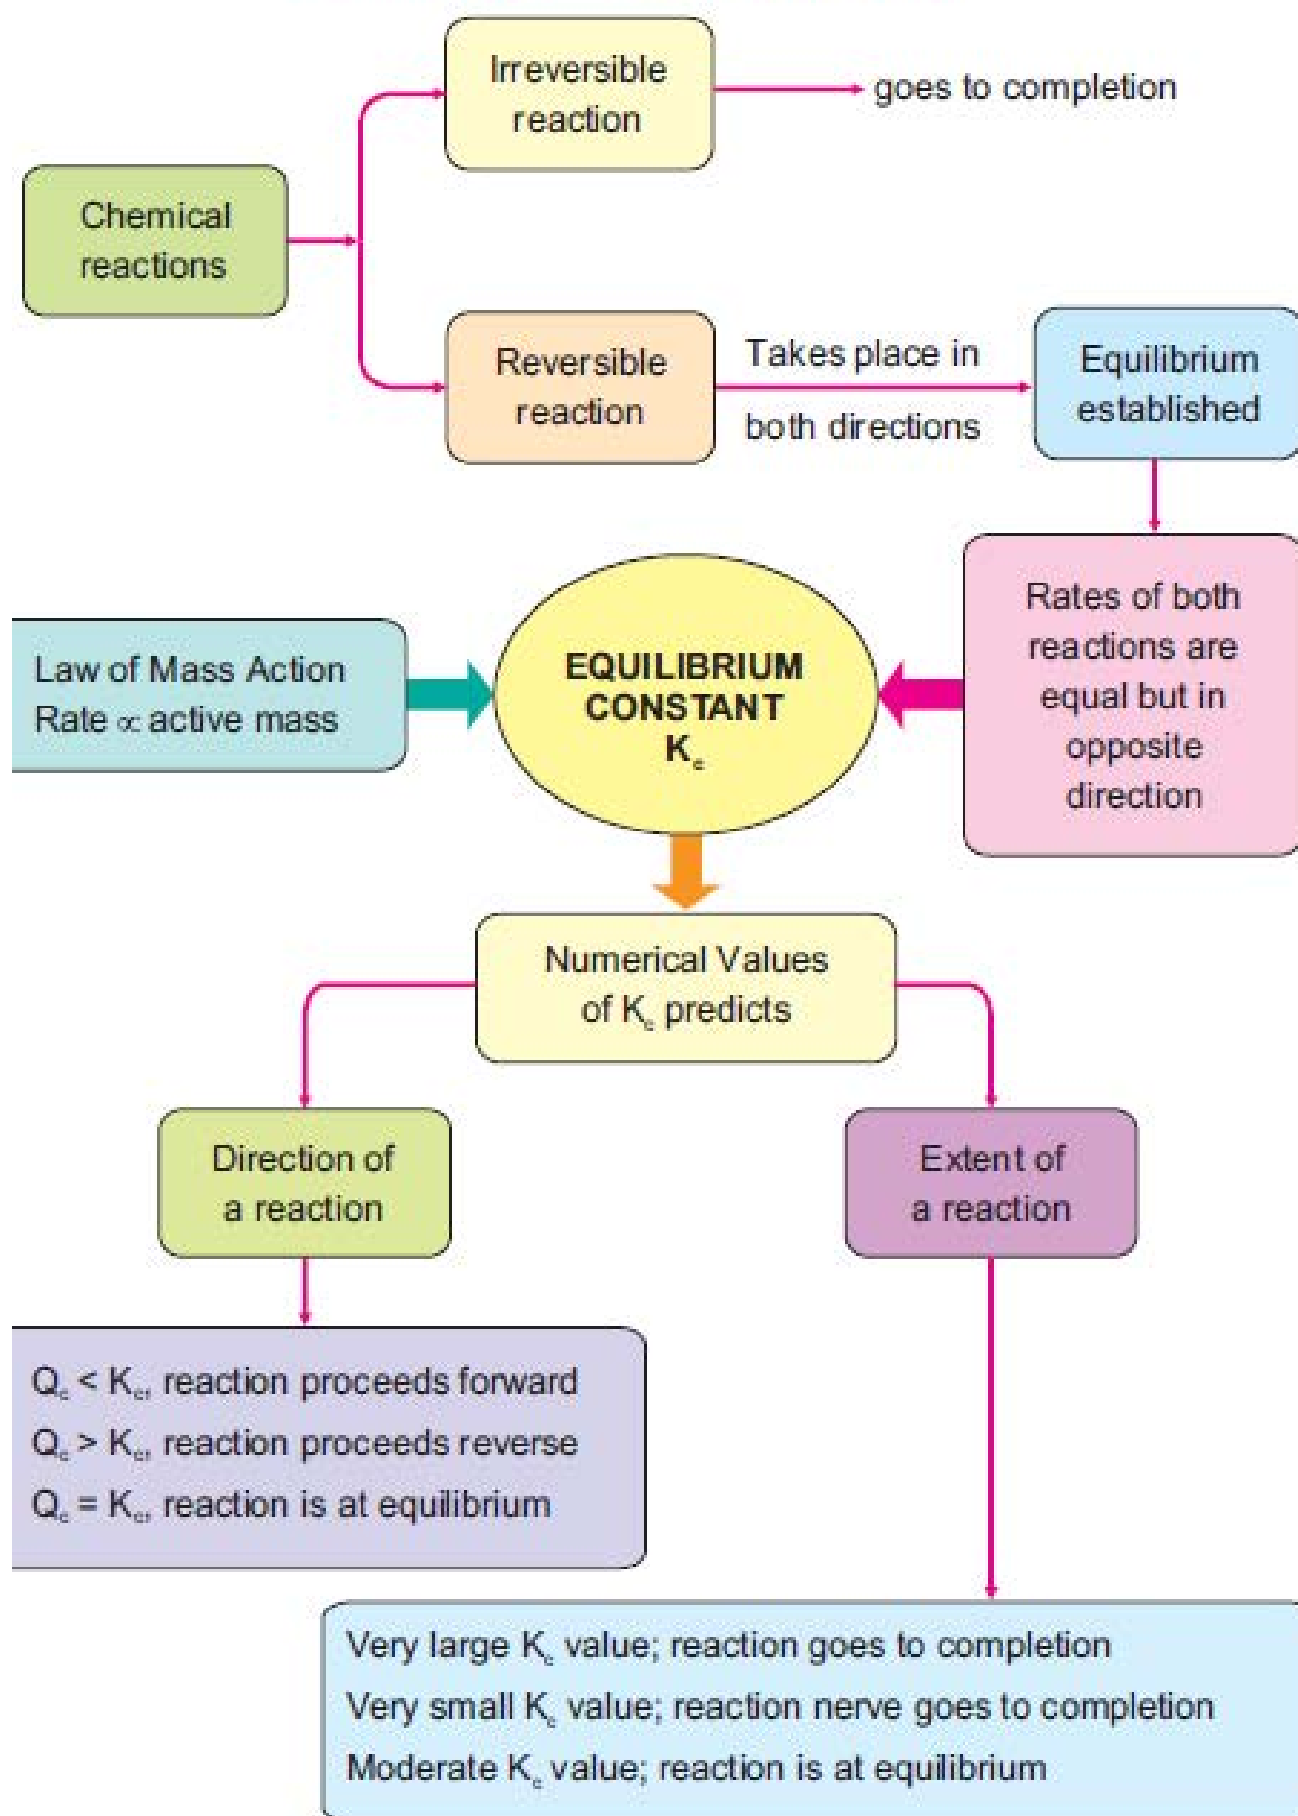 Irreversible
reaction
goes to completion
Chemical
reactions
Reversible
reaction
Takes place in
both directions
Equilibrium
established
Rates of both
reactions are
equal but in
opposite
direction
Law of Mass Action
Rate ∝ active mass
EQUILIBRIUM
CONSTANT
Kc
Numerical Values
of Kc predicts
Direction of
a reaction
Extent of
a reaction
Qc < Kc, reaction proceeds forward
Qc > Kc, reaction proceeds reverse
Qc = Kc, reaction is at equilibrium
Very large Kc value; reaction goes to completion
Very small Kc value; reaction nerve goes to completion
Moderate Kc value; reaction is at equilibrium